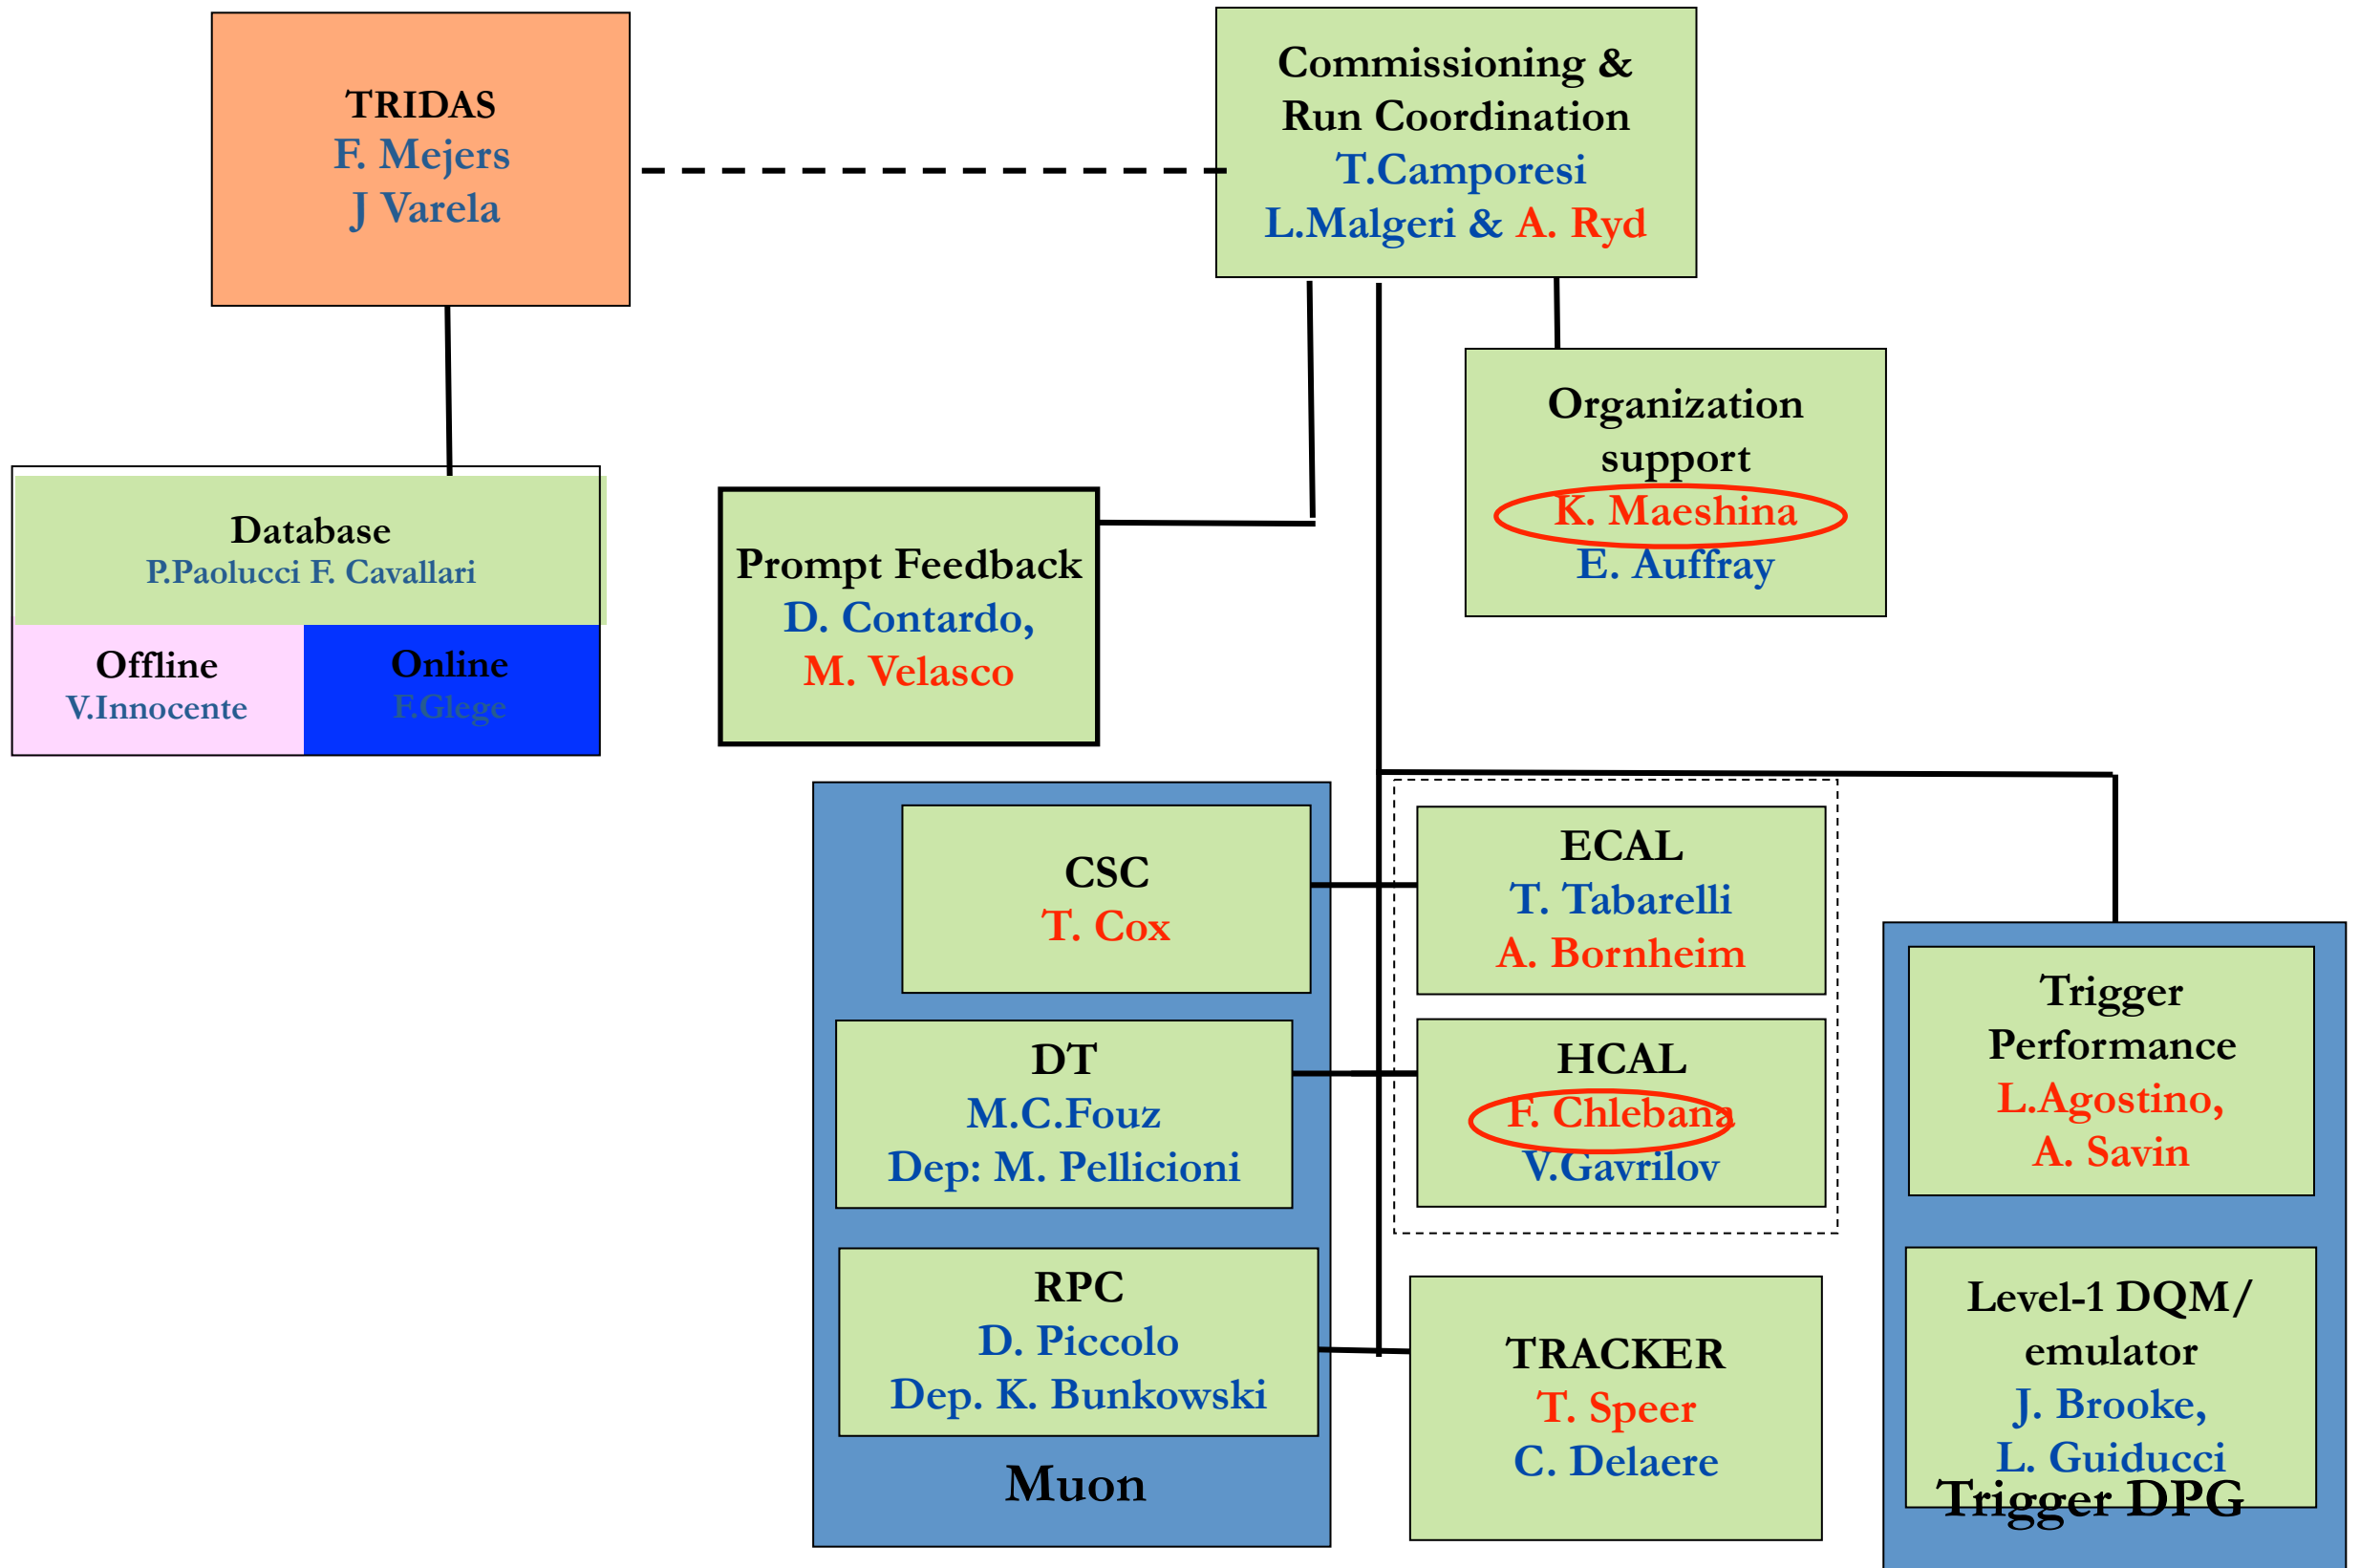 TRIDAS
F. Mejers
J Varela
Commissioning &
Run Coordination
T.Camporesi
L.Malgeri & A. Ryd
Organization
support
K. Maeshina
E. Auffray
Database
P.Paolucci F. Cavallari
Offline
V.Innocente
Online
F.Glege
Prompt Feedback
D. Contardo,
M. Velasco
CSC
T. Cox
DT
M.C.Fouz
Dep: M. Pellicioni
RPC
D. Piccolo
Dep. K. Bunkowski
Muon
ECAL
T. Tabarelli
A. Bornheim
HCAL
F. Chlebana
V.Gavrilov
TRACKER
T. Speer
C. Delaere
Trigger
Performance
L.Agostino,
A. Savin
Level-1 DQM/
emulator
J. Brooke,
L. Guiducci
Trigger DPG